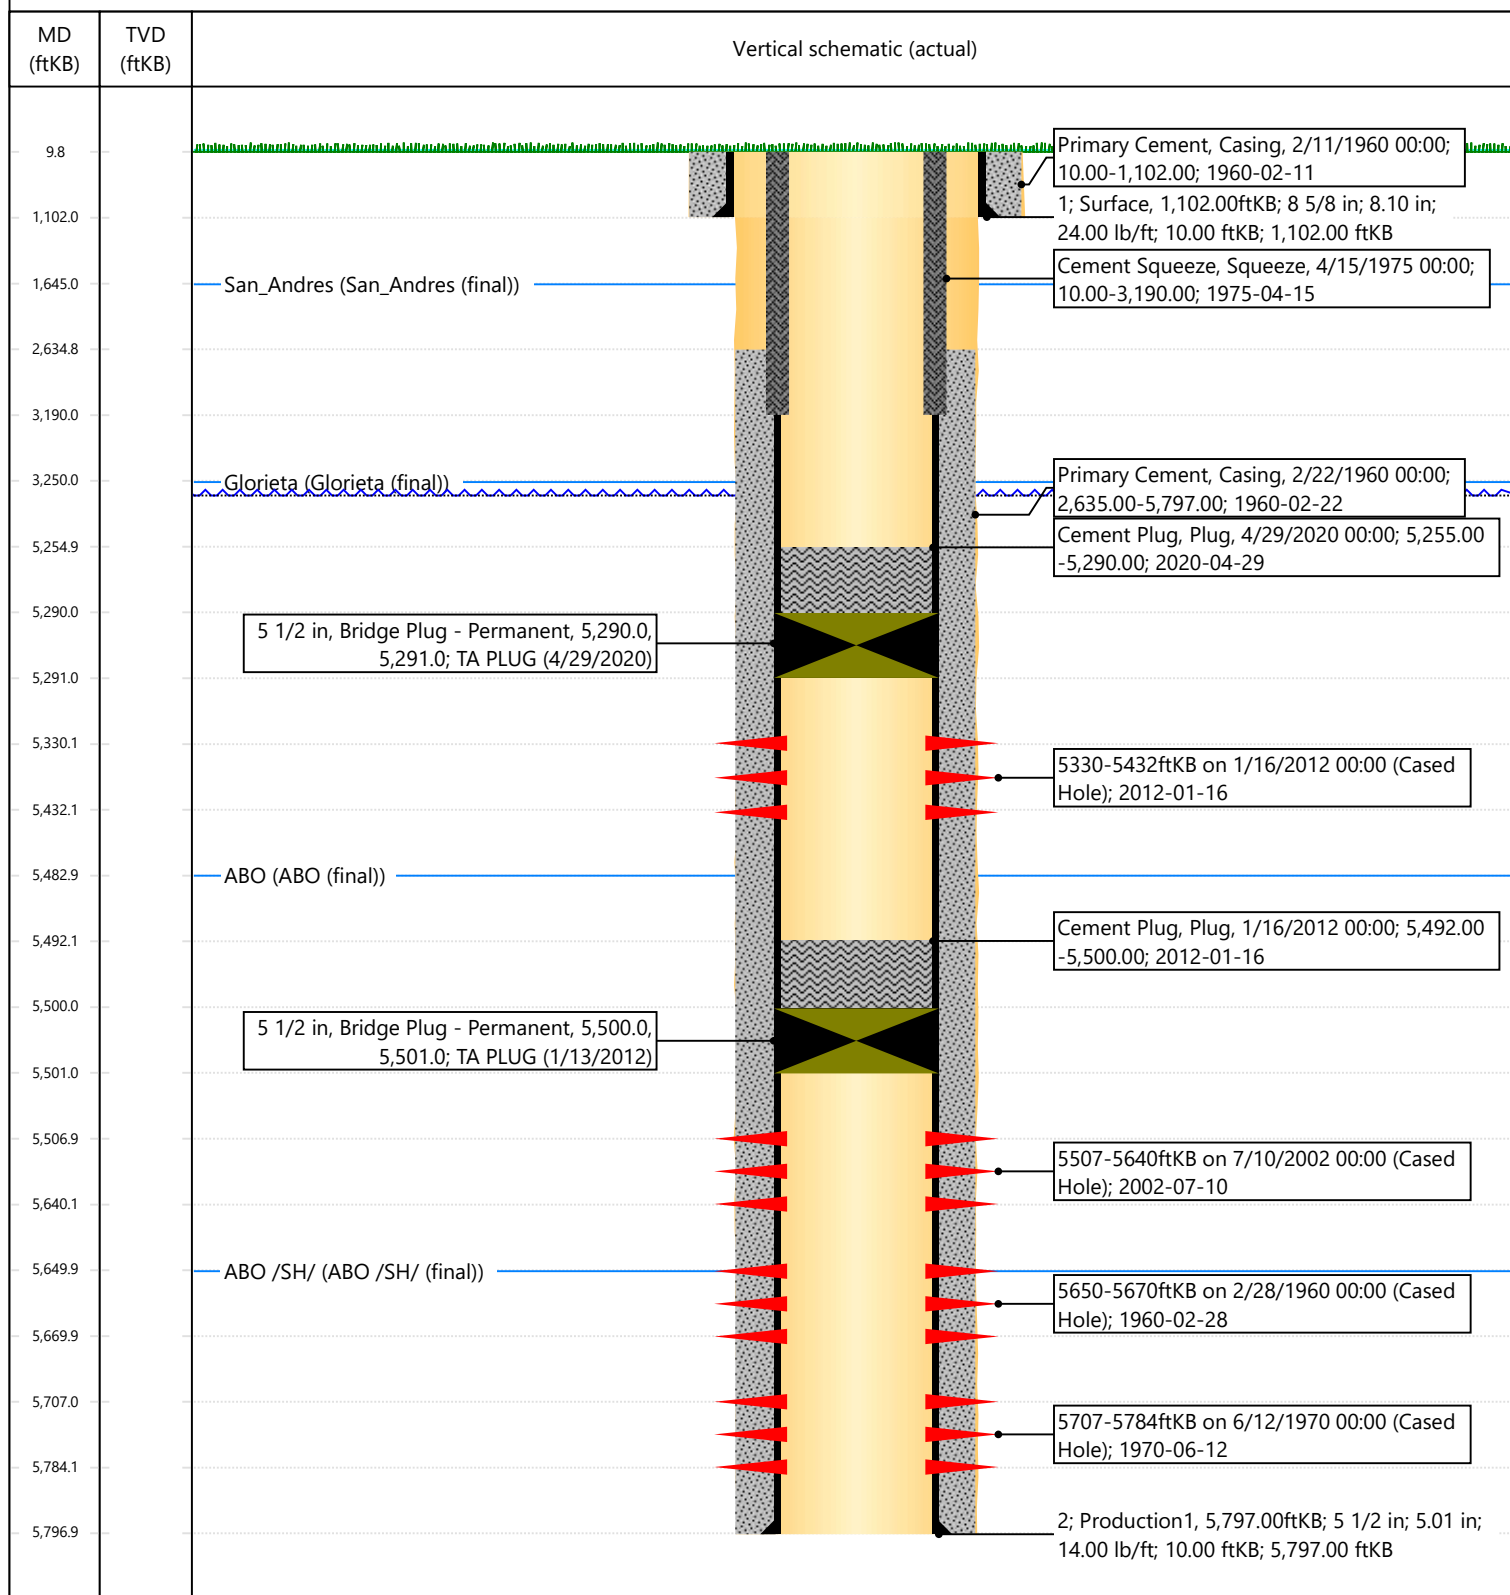 MD
(ftKB)
TVD
(ftKB)
Vertical schematic (actual)
9.8
Primary Cement, Casing, 2/11/1960 00:00;
10.00-1,102.00; 1960-02-11
1,102.0
1; Surface, 1,102.00ftKB; 8 5/8 in; 8.10 in;
24.00 lb/ft; 10.00 ftKB; 1,102.00 ftKB
1,645.0
San_Andres (San_Andres (final))
Cement Squeeze, Squeeze, 4/15/1975 00:00;
10.00-3,190.00; 1975-04-15
2,634.8
3,190.0
3,250.0
Glorieta (Glorieta (final))
Primary Cement, Casing, 2/22/1960 00:00;
2,635.00-5,797.00; 1960-02-22
5,254.9
Cement Plug, Plug, 4/29/2020 00:00; 5,255.00
-5,290.00; 2020-04-29
5,290.0
5 1/2 in, Bridge Plug - Permanent, 5,290.0,
5,291.0; TA PLUG (4/29/2020)
5,291.0
5,330.1
5330-5432ftKB on 1/16/2012 00:00 (Cased
Hole); 2012-01-16
5,432.1
5,482.9
ABO (ABO (final))
5,492.1
Cement Plug, Plug, 1/16/2012 00:00; 5,492.00
-5,500.00; 2012-01-16
5,500.0
5 1/2 in, Bridge Plug - Permanent, 5,500.0,
5,501.0; TA PLUG (1/13/2012)
5,501.0
5,506.9
5507-5640ftKB on 7/10/2002 00:00 (Cased
Hole); 2002-07-10
5,640.1
5,649.9
ABO /SH/ (ABO /SH/ (final))
5650-5670ftKB on 2/28/1960 00:00 (Cased
Hole); 1960-02-28
5,669.9
5,707.0
5707-5784ftKB on 6/12/1970 00:00 (Cased
Hole); 1970-06-12
5,784.1
5,796.9
2; Production1, 5,797.00ftKB; 5 1/2 in; 5.01 in;
14.00 lb/ft; 10.00 ftKB; 5,797.00 ftKB